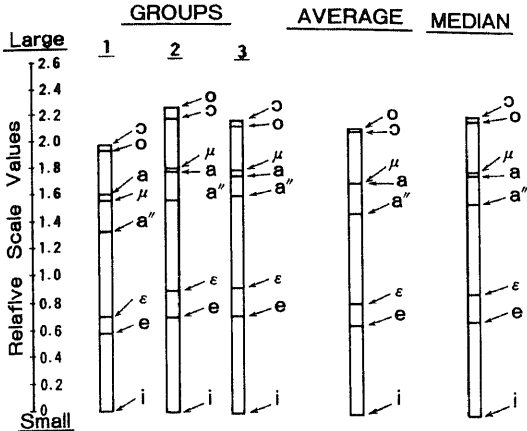 GROUPS AVERAGE MEDIAN
Large 1 2 3
2.6
2.4
2.2
2.0
1.8
1.6
1.4
1.2
1.0
0.8
0.6
0.4
0.2
0
Small
Relafive Scale Values
ɔ
o
a
μ
a"
ε
e
i
o
ɔ
μ
a
a"
ε
e
i
ɔ
o
μ
a
a"
ε
e
i
o
ɔ
μ
a
a"
ε
e
i
ɔ
o
μ
a
a"
ε
e
i